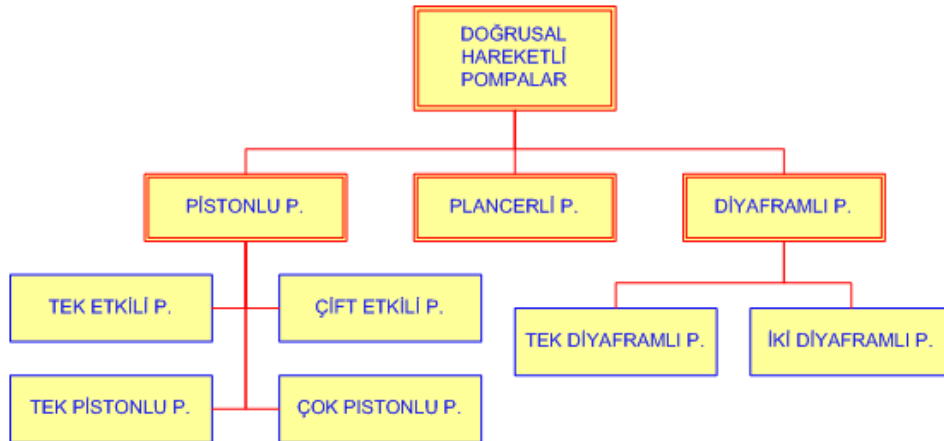 DOĞRUSAL
HAREKETLİ
POMPALAR
PİSTONLU P.
PLANCERLİ P.
DİYAFRAMLI P.
TEK ETKİLİ P.
ÇİFT ETKİLİ P.
TEK DİYAFRAMLI P.
İKİ DİYAFRAMLI P.
TEK PİSTONLU P.
ÇOK PISTONLU P.